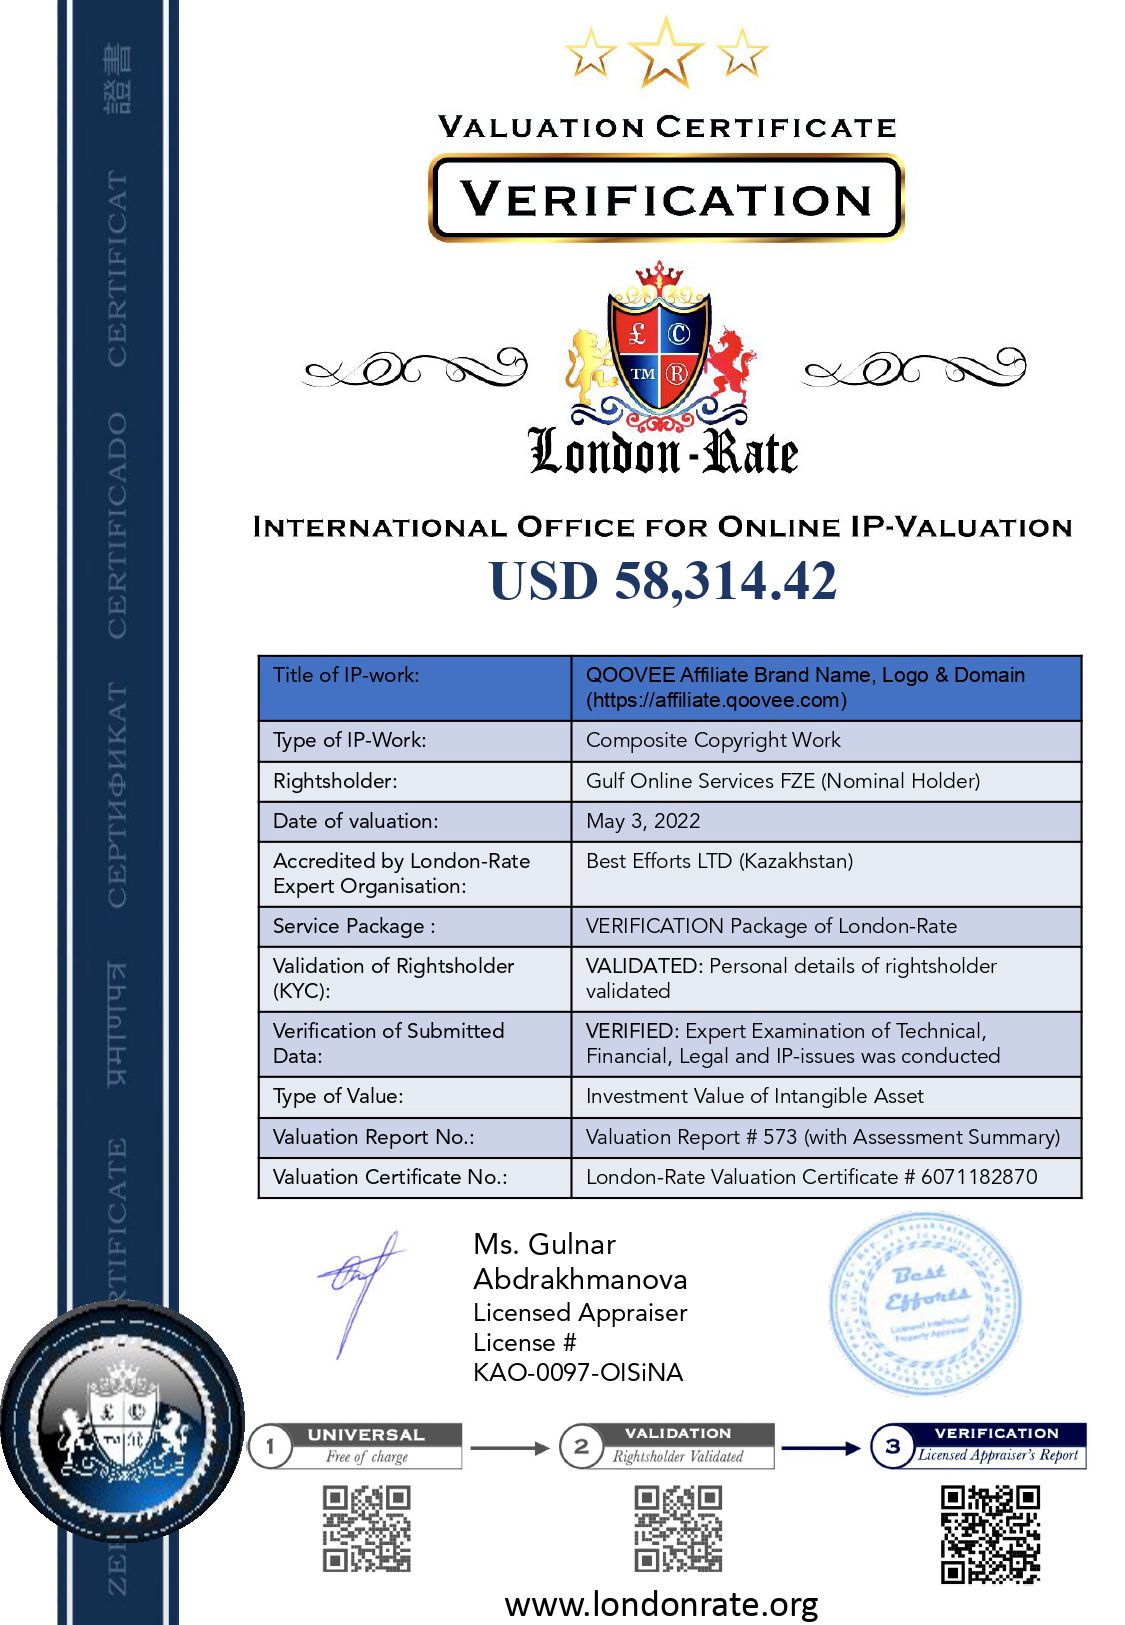 證書
CERTIFICAT
CERTIFICADO
СЕРТИФИКАТ
प्रमाणपत्र
CERTIFICATE
VALUATION CERTIFICATE
VERIFICATION
£ ©
TM ®
London-Rate
INTERNATIONAL OFFICE FOR ONLINE IP-VALUATION
USD 58,314.42
Title of IP-work:
QOOVEE Affiliate Brand Name, Logo & Domain
(https://affiliate.qoovee.com)
Type of IP-Work:
Composite Copyright Work
Rightsholder:
Gulf Online Services FZE (Nominal Holder)
Date of valuation:
May 3, 2022
Accredited by London-Rate
Expert Organisation:
Best Efforts LTD (Kazakhstan)
Service Package :
VERIFICATION Package of London-Rate
Validation of Rightsholder
(KYC):
VALIDATED: Personal details of rightsholder
validated
Verification of Submitted
Data:
VERIFIED: Expert Examination of Technical,
Financial, Legal and IP-issues was conducted
Type of Value:
Investment Value of Intangible Asset
Valuation Report No.:
Valuation Report # 573 (with Assessment Summary)
Valuation Certificate No.:
London-Rate Valuation Certificate # 6071182870
Ms. Gulnar
Abdrakhmanova
Licensed Appraiser
License #
KAO-0097-OISiNA
Best
Efforts
Licensed Intellectual
Property Appraiser
1 UNIVERSAL
Free of charge
2 VALIDATION
Rightsholder Validated
3 VERIFICATION
Licensed Appraiser's Report
www.londonrate.org